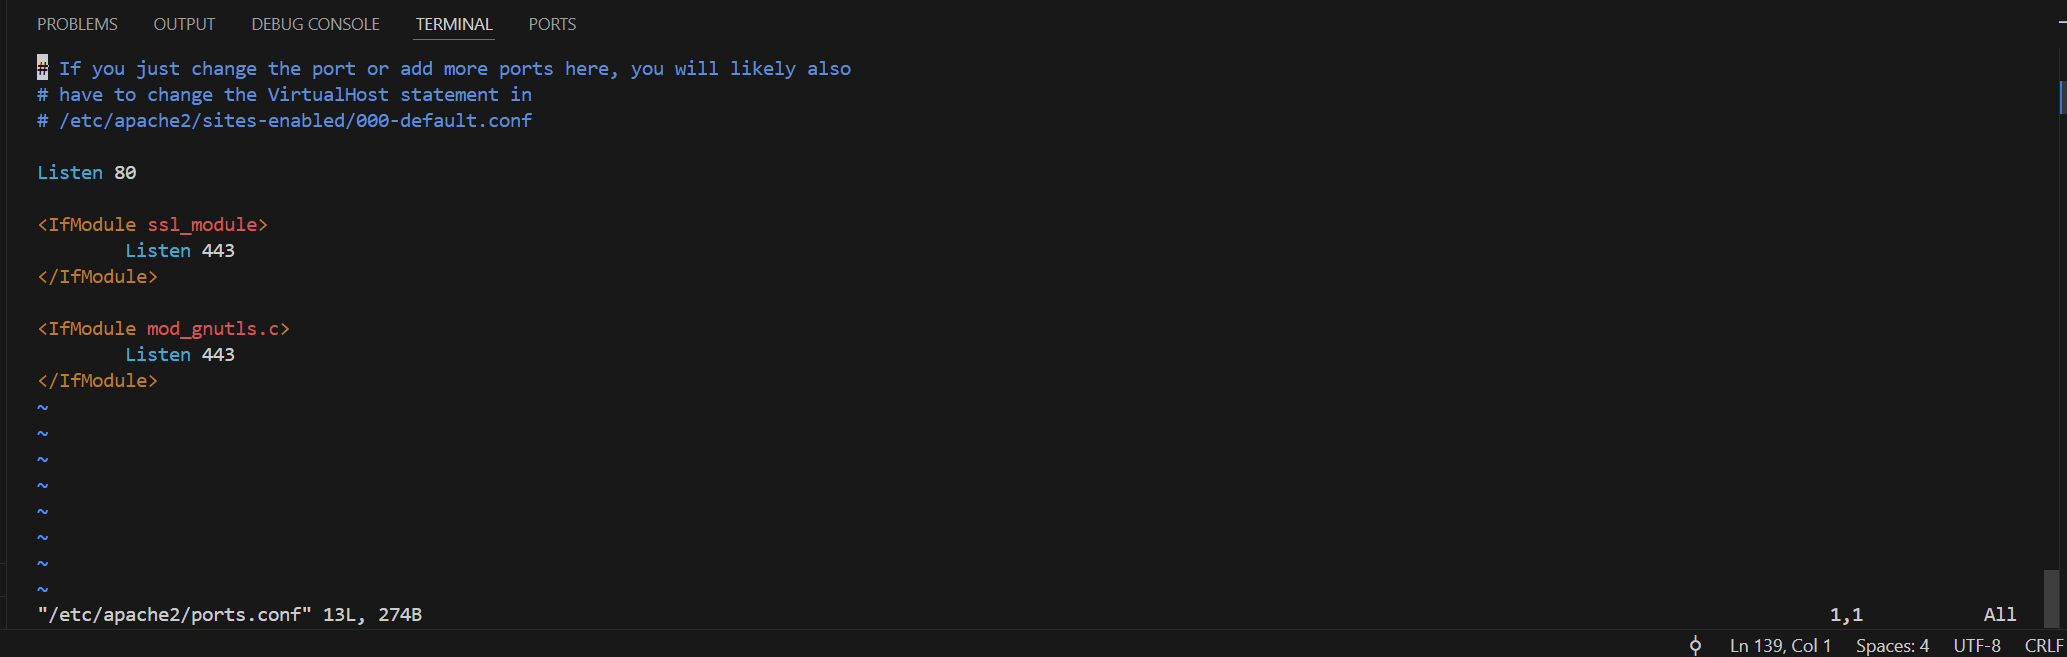 PROBLEMS OUTPUT DEBUG CONSOLE TERMINAL PORTS
# If you just change the port or add more ports here, you will likely also
# have to change the VirtualHost statement in
# /etc/apache2/sites-enabled/000-default.conf
Listen 80
<IfModule ssl_module>
Listen 443
</IfModule>
<IfModule mod_gnutls.c>
Listen 443
</IfModule>
~
~
~
~
~
~
~
~
"/etc/apache2/ports.conf" 13L, 274B 1,1 All
Ln 139, Col 1 Spaces: 4 UTF-8 CRLF